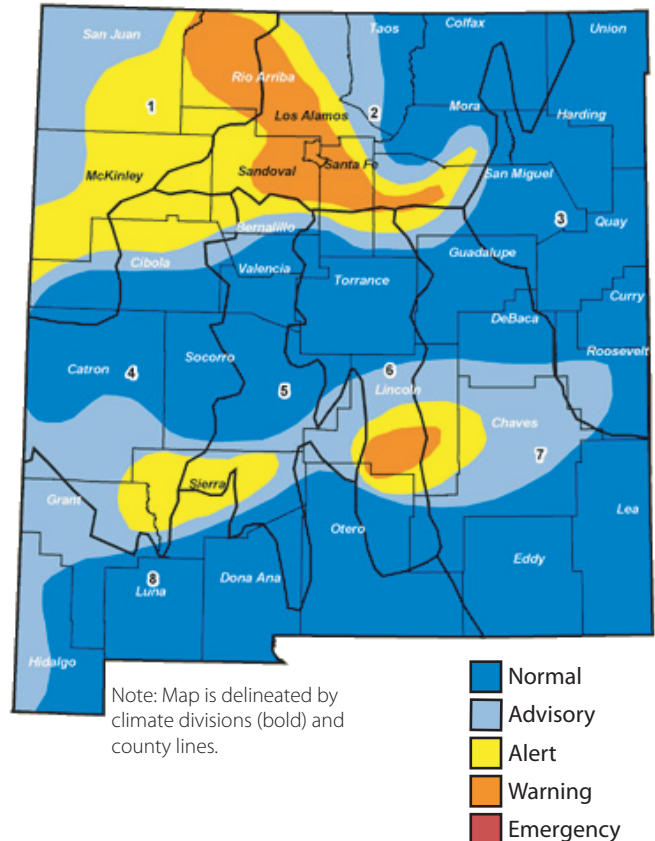 San Juan
Taos
Colfax
Union
Rio Arriba
1
2
Los Alamos
Mora
Harding
McKinley
Sandoval
Santa Fe
San Miguel
Bernalillo
3
Quay
Cibola
Valencia
Torrance
Guadalupe
Curry
DeBaca
Roosevelt
Catron
4
Socorro
5
6
Lincoln
Chaves
7
Grant
Sierra
Otero
Lea
Eddy
8
Luna
Dona Ana
Hidalgo
Note: Map is delineated by
climate divisions (bold) and
county lines.
Normal
Advisory
Alert
Warning
Emergency